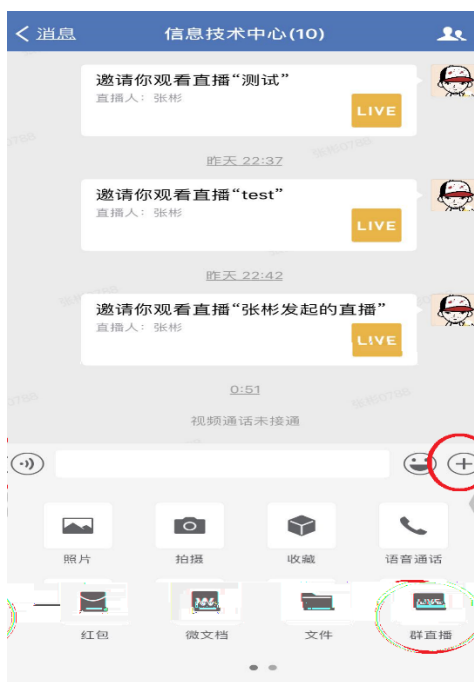 消息 信息技术中心(10)
邀请你观看直播“测试”
直播人：张彬
LIVE
昨天 22:37
邀请你观看直播“test”
直播人：张彬
LIVE
昨天 22:42
邀请你观看直播“张彬发起的直播”
直播人：张彬
LIVE
0:51
视频通话未接通
照片 拍摄 收藏 语音通话
红包 微文档 文件 群直播